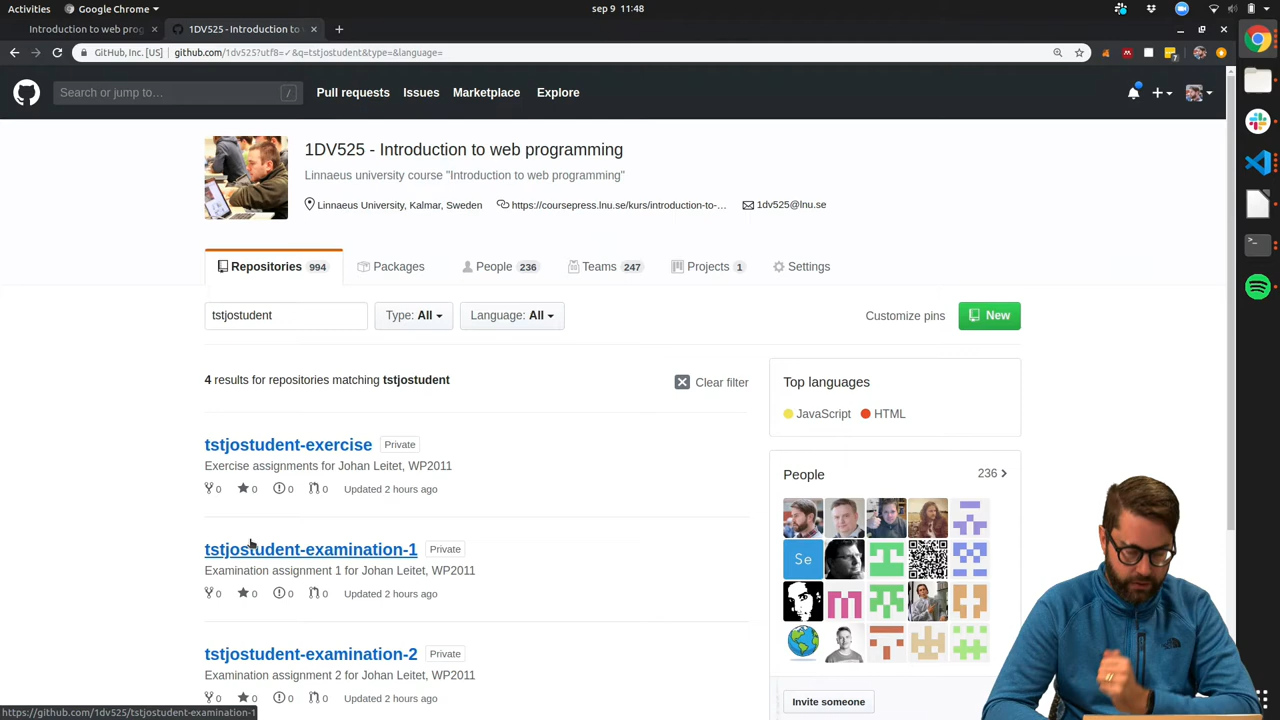 Activities
Google Chrome
sep 9 11:48
Introduction to web prog
1DV525 - Introduction to
GitHub, Inc. [US]
github.com/1dv525?utf8=✓&q=tstjostudent&type=&language=
Search or jump to…
/
Pull requests
Issues
Marketplace
Explore
1DV525 - Introduction to web programming
Linnaeus university course "Introduction to web programming"
Linnaeus University, Kalmar, Sweden
https://coursepress.lnu.se/kurs/introduction-to-…
1dv525@lnu.se
Repositories 994
Packages
People 236
Teams 247
Projects 1
Settings
tstjostudent
Type: All
Language: All
Customize pins
New
4 results for repositories matching tstjostudent
Clear filter
Top languages
JavaScript
HTML
tstjostudent-exercise
Private
Exercise assignments for Johan Leitet, WP2011
0
0
0
0
Updated 2 hours ago
People
236
Se
tstjostudent-examination-1
Private
Examination assignment 1 for Johan Leitet, WP2011
0
0
0
0
Updated 2 hours ago
tstjostudent-examination-2
Private
Examination assignment 2 for Johan Leitet, WP2011
0
0
0
0
Updated 2 hours ago
Invite someone
https://github.com/1dv525/tstjostudent-examination-1